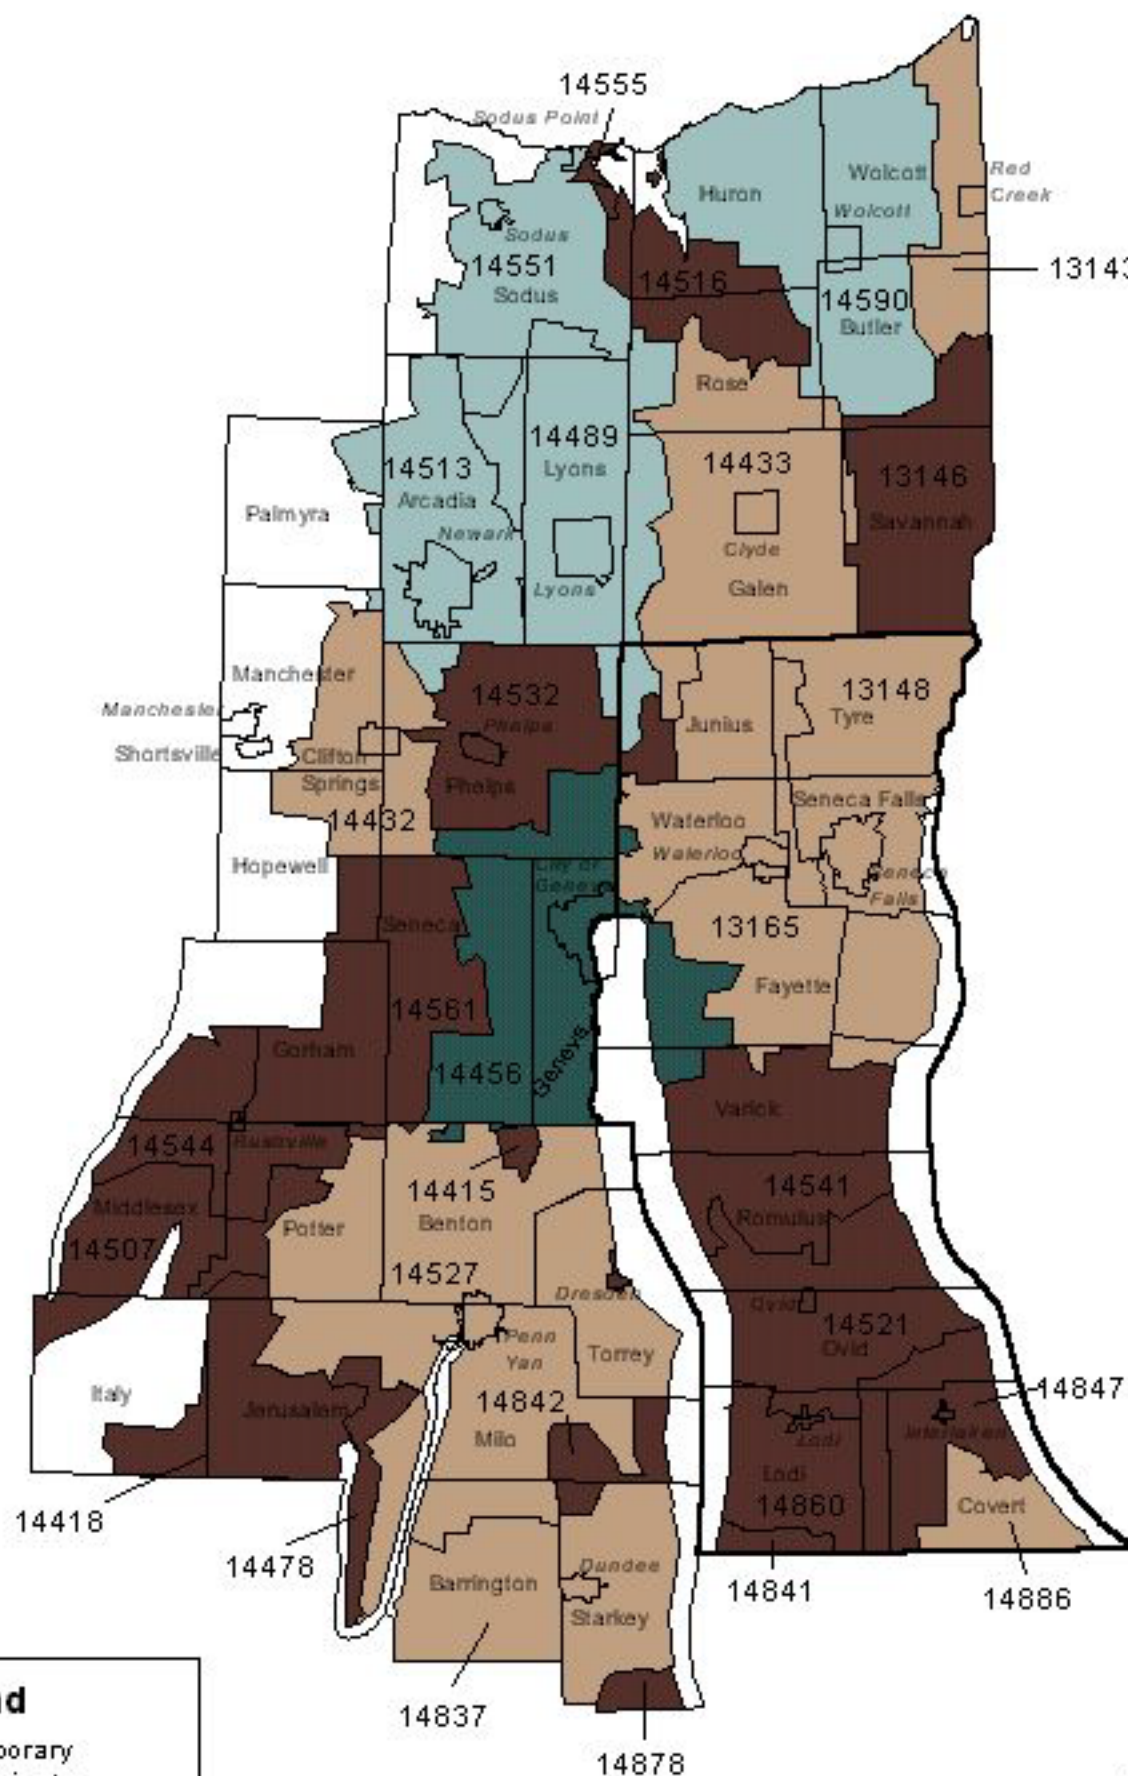 14555
Sodus Point
Wolcott
Red
Creek
Huron
Wolcott
Sodus
14551
Sodus
13143
14516
14590
Butler
Rose
14489
Lyons
14433
14513
Arcadia
13146
Savannah
Palmyra
Newark
Clyde
Lyons
Galen
Manchester
14532
13148
Manchester
Phelps
Junius
Tyre
Shortsville
Clifton
Springs
Phelps
Seneca Falls
14432
Waterloo
Waterloo
Hopewell
City of
Geneva
Seneca
Falls
Seneca
13165
Fayette
14561
Gorham
14456
Geneva
Varick
14544
Rushville
14415
14541
Middlesex
Benton
Romulus
Potter
14507
14527
Dresden
Ovid
14521
Ovid
Penn
Yan
Torrey
Italy
14842
14847
Jerusalem
Milo
Lodi
Interlaken
Lodi
14860
Covert
14418
14478
Dundee
Barrington
14841
14886
Starkey
14837
14878
nd
porary